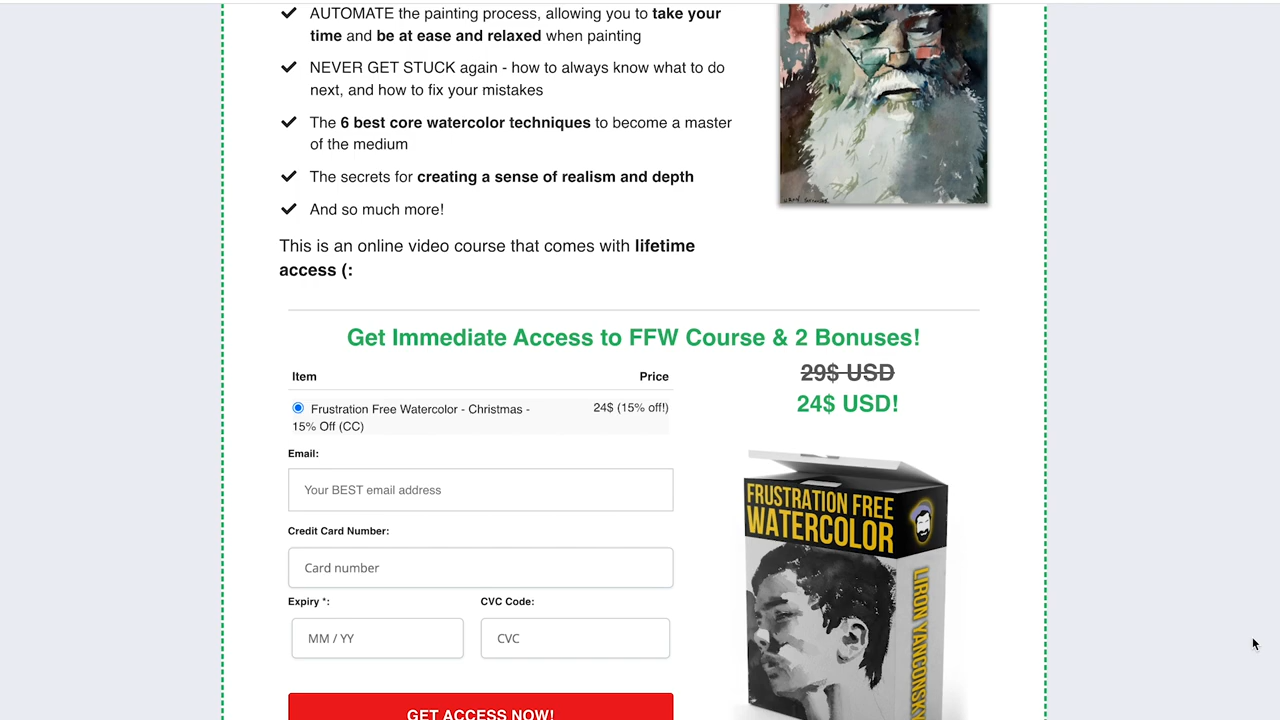 AUTOMATE the painting process, allowing you to take your
time and be at ease and relaxed when painting
NEVER GET STUCK again - how to always know what to do
next, and how to fix your mistakes
The 6 best core watercolor techniques to become a master
of the medium
The secrets for creating a sense of realism and depth
And so much more!
This is an online video course that comes with lifetime
access (:
Get Immediate Access to FFW Course & 2 Bonuses!
Item Price
29$ USD
24$ USD!
Frustration Free Watercolor - Christmas - 24$ (15% off!)
15% Off (CC)
Email:
Your BEST email address
Credit Card Number:
Card number
Expiry *: CVC Code:
MM / YY CVC
GET ACCESS NOW!
FRUSTRATION FREE
WATERCOLOR
LIRON YANCONSKY